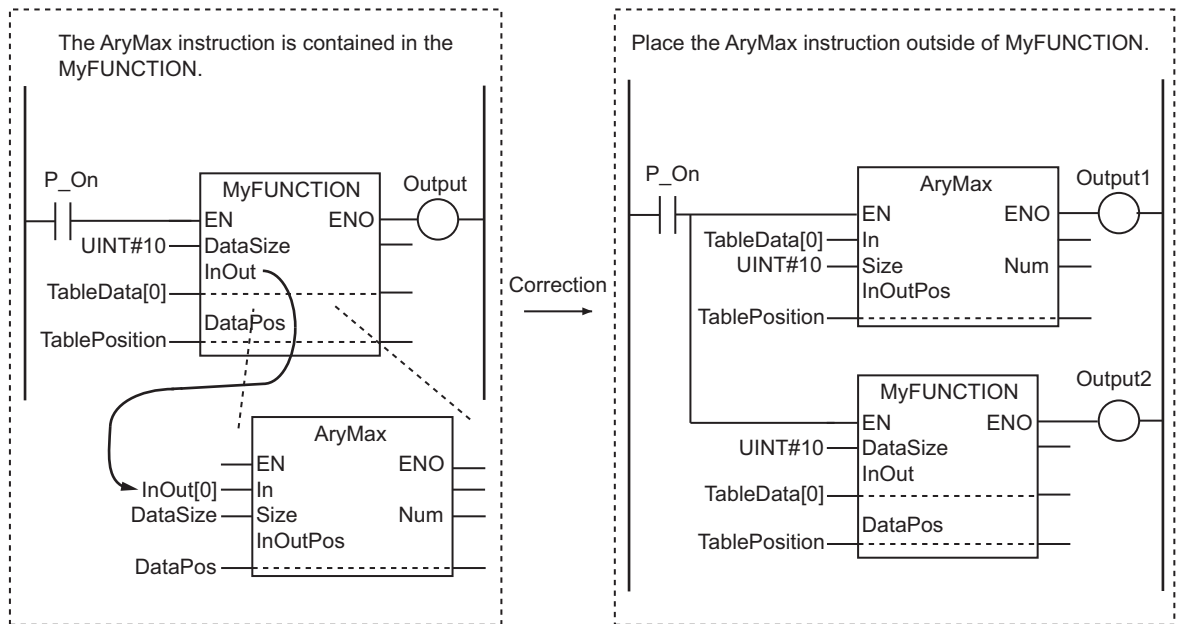 The AryMax instruction is contained in the
MyFUNCTION.
P_On
MyFUNCTION
Output
EN
ENO
UINT#10
DataSize
InOut
TableData[0]
DataPos
TablePosition
AryMax
EN
ENO
InOut[0]
In
DataSize
Size
Num
InOutPos
DataPos
Correction
Place the AryMax instruction outside of MyFUNCTION.
P_On
AryMax
Output1
EN
ENO
TableData[0]
In
UINT#10
Size
Num
InOutPos
TablePosition
MyFUNCTION
Output2
EN
ENO
UINT#10
DataSize
InOut
TableData[0]
DataPos
TablePosition